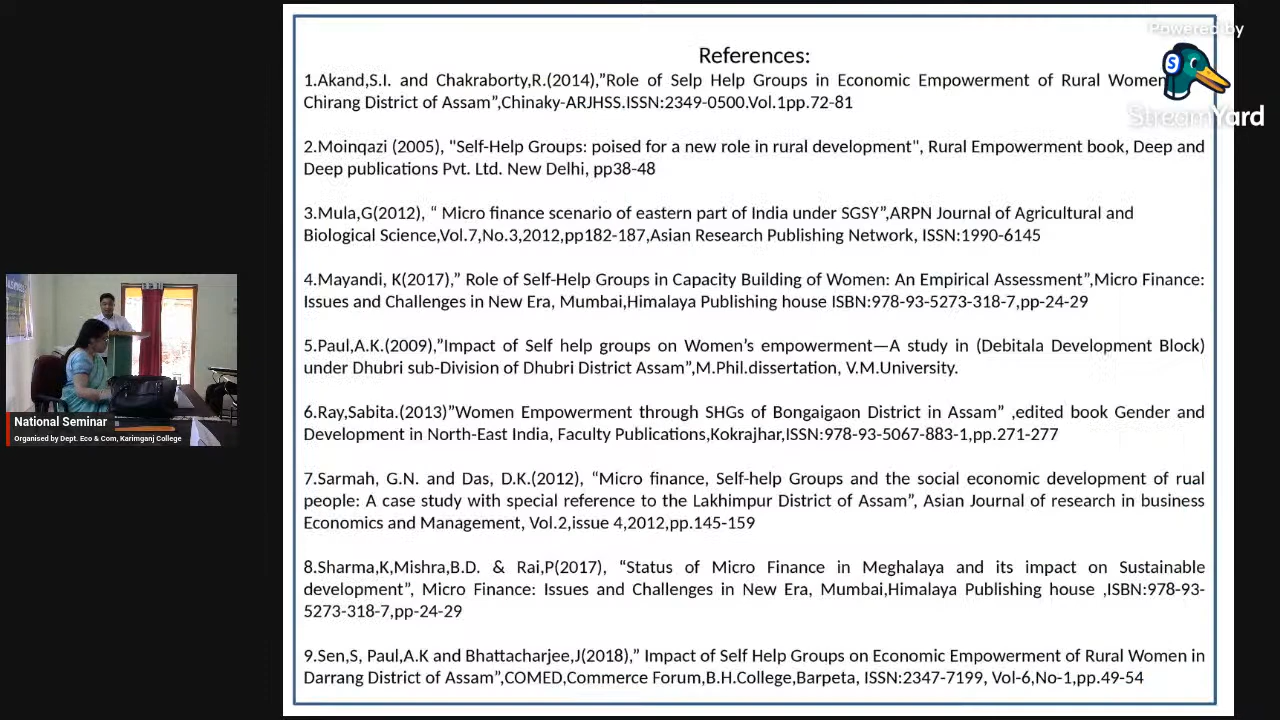 Powered by
StreamYard
References:
1.Akand,S.I. and Chakraborty,R.(2014),”Role of Selp Help Groups in Economic Empowerment of Rural Women
Chirang District of Assam”,Chinaky-ARJHSS.ISSN:2349-0500.Vol.1pp.72-81
2.Moinqazi (2005), "Self-Help Groups: poised for a new role in rural development", Rural Empowerment book, Deep and
Deep publications Pvt. Ltd. New Delhi, pp38-48
3.Mula,G(2012), “ Micro finance scenario of eastern part of India under SGSY”,ARPN Journal of Agricultural and
Biological Science,Vol.7,No.3,2012,pp182-187,Asian Research Publishing Network, ISSN:1990-6145
4.Mayandi, K(2017),” Role of Self-Help Groups in Capacity Building of Women: An Empirical Assessment”,Micro Finance:
Issues and Challenges in New Era, Mumbai,Himalaya Publishing house ISBN:978-93-5273-318-7,pp-24-29
5.Paul,A.K.(2009),”Impact of Self help groups on Women’s empowerment—A study in (Debitala Development Block)
under Dhubri sub-Division of Dhubri District Assam”,M.Phil.dissertation, V.M.University.
6.Ray,Sabita.(2013)”Women Empowerment through SHGs of Bongaigaon District in Assam” ,edited book Gender and
Development in North-East India, Faculty Publications,Kokrajhar,ISSN:978-93-5067-883-1,pp.271-277
7.Sarmah, G.N. and Das, D.K.(2012), “Micro finance, Self-help Groups and the social economic development of rual
people: A case study with special reference to the Lakhimpur District of Assam”, Asian Journal of research in business
Economics and Management, Vol.2,issue 4,2012,pp.145-159
8.Sharma,K,Mishra,B.D. & Rai,P(2017), “Status of Micro Finance in Meghalaya and its impact on Sustainable
development”, Micro Finance: Issues and Challenges in New Era, Mumbai,Himalaya Publishing house ,ISBN:978-93-
5273-318-7,pp-24-29
9.Sen,S, Paul,A.K and Bhattacharjee,J(2018),” Impact of Self Help Groups on Economic Empowerment of Rural Women in
Darrang District of Assam”,COMED,Commerce Forum,B.H.College,Barpeta, ISSN:2347-7199, Vol-6,No-1,pp.49-54
National Seminar
Organised by Dept. Eco & Com, Karimganj College